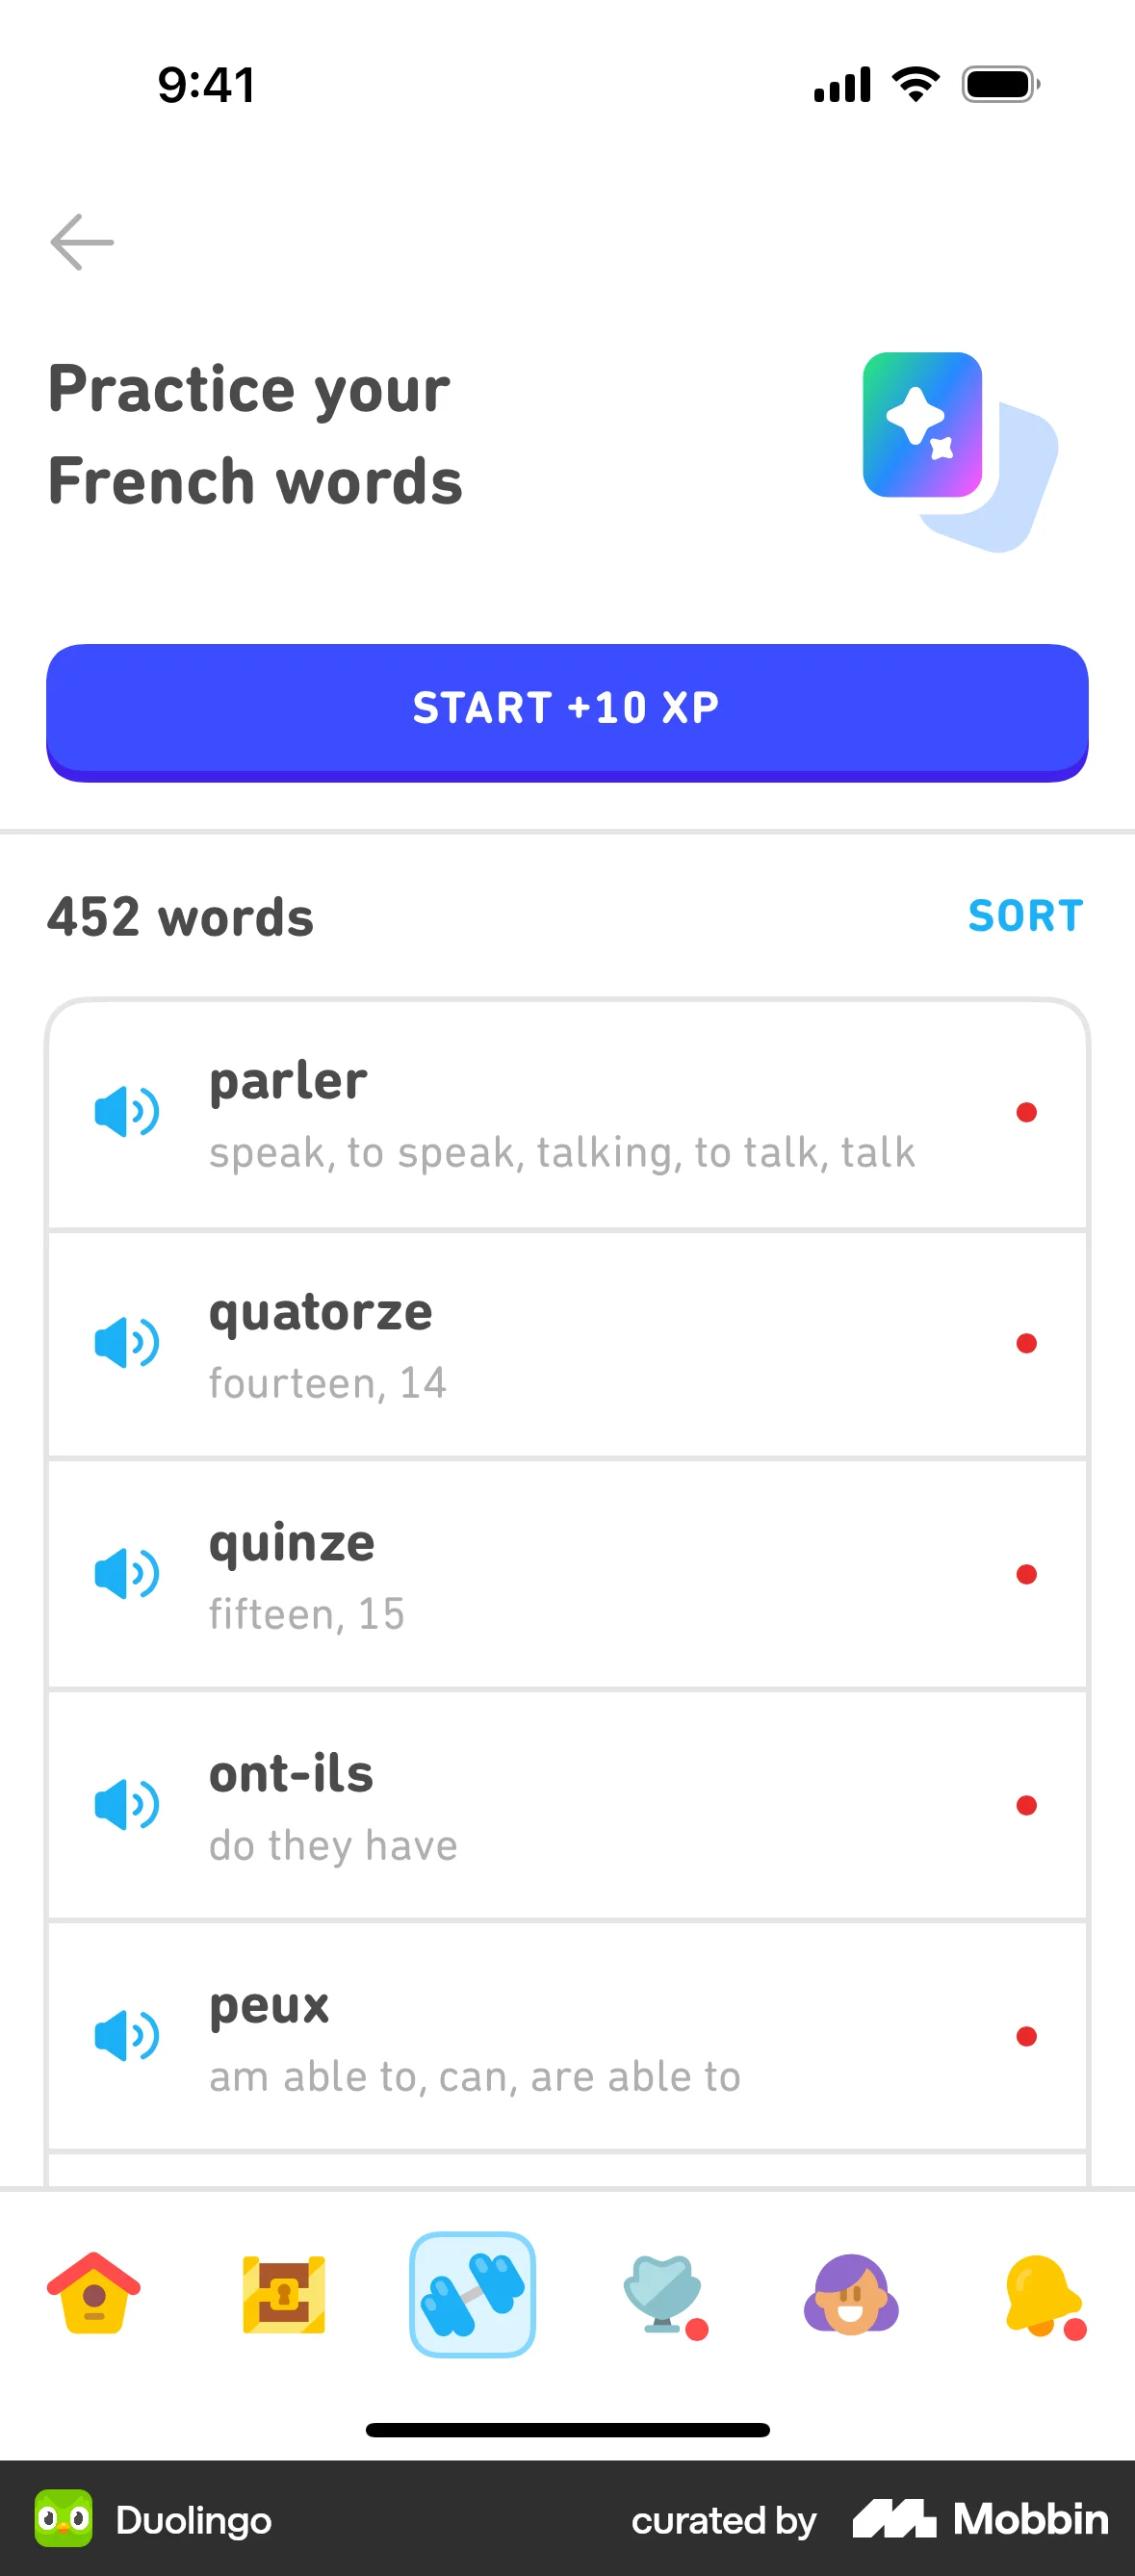 9:41
Practice your
French words
START +10 XP
452 words
SORT
parler
speak, to speak, talking, to talk, talk
quatorze
fourteen, 14
quinze
fifteen, 15
ont-ils
do they have
peux
am able to, can, are able to
Duolingo
curated by
Mobbin